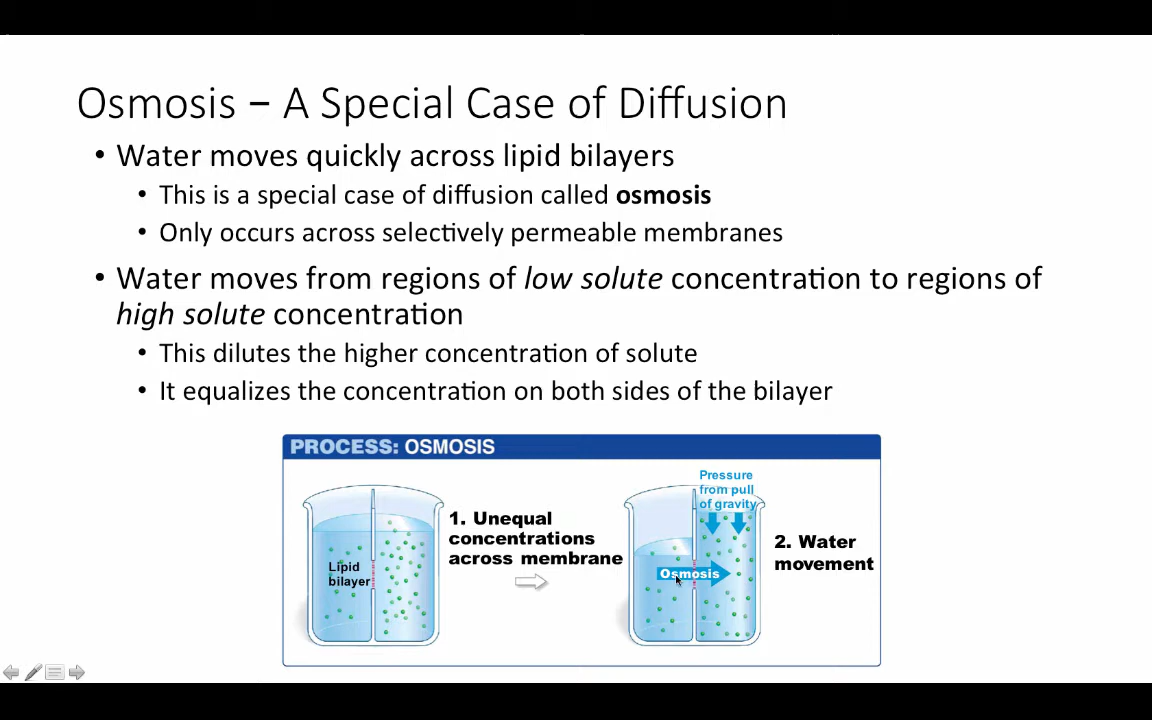 Osmosis – A Special Case of Diffusion
• Water moves quickly across lipid bilayers
• This is a special case of diffusion called osmosis
• Only occurs across selectively permeable membranes
• Water moves from regions of low solute concentration to regions of
high solute concentration
• This dilutes the higher concentration of solute
• It equalizes the concentration on both sides of the bilayer
PROCESS: OSMOSIS
Lipid
bilayer
1. Unequal
concentrations
across membrane
Pressure
from pull
of gravity
Osmosis
2. Water
movement